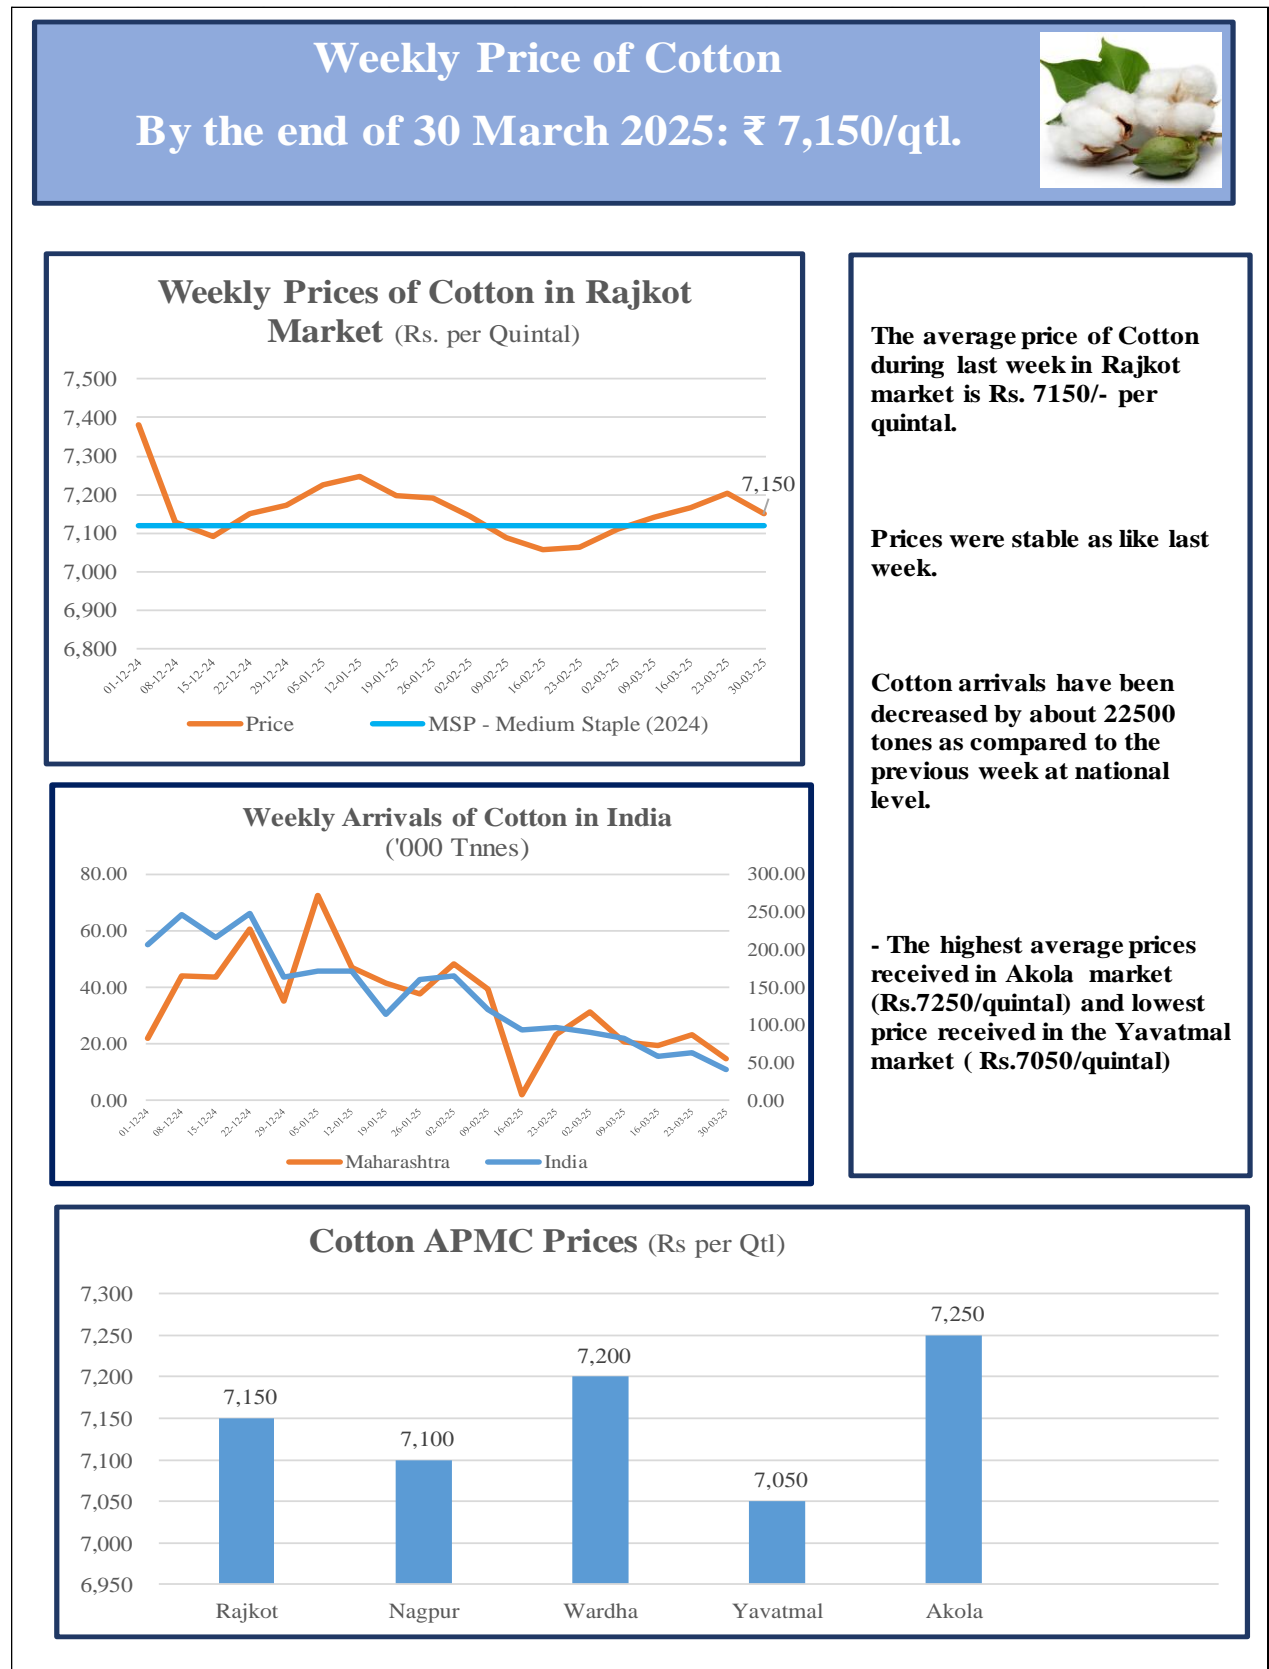 Weekly Price of Cotton
By the end of 30 March 2025: ₹ 7,150/qtl.
Weekly Prices of Cotton in Rajkot
Market (Rs. per Quintal)
7,500
7,400
7,300
7,200
7,100
7,000
6,900
6,800
7,150
01-12-24
08-12-24
15-12-24
22-12-24
29-12-24
05-01-25
12-01-25
19-01-25
26-01-25
02-02-25
09-02-25
16-02-25
23-02-25
02-03-25
09-03-25
16-03-25
23-03-25
30-03-25
Price
MSP - Medium Staple (2024)
The average price of Cotton
during last week in Rajkot
market is Rs. 7150/- per
quintal.
Prices were stable as like last
week.
Cotton arrivals have been
decreased by about 22500
tones as compared to the
previous week at national
level.
- The highest average prices
received in Akola market
(Rs.7250/quintal) and lowest
price received in the Yavatmal
market ( Rs.7050/quintal)
Weekly Arrivals of Cotton in India
('000 Tnnes)
80.00
60.00
40.00
20.00
0.00
300.00
250.00
200.00
150.00
100.00
50.00
0.00
01-12-24
08-12-24
15-12-24
22-12-24
29-12-24
05-01-25
12-01-25
19-01-25
26-01-25
02-02-25
09-02-25
16-02-25
23-02-25
02-03-25
09-03-25
16-03-25
23-03-25
30-03-25
Maharashtra
India
Cotton APMC Prices (Rs per Qtl)
7,300
7,250
7,200
7,150
7,100
7,050
7,000
6,950
7,150
7,100
7,200
7,050
7,250
Rajkot
Nagpur
Wardha
Yavatmal
Akola